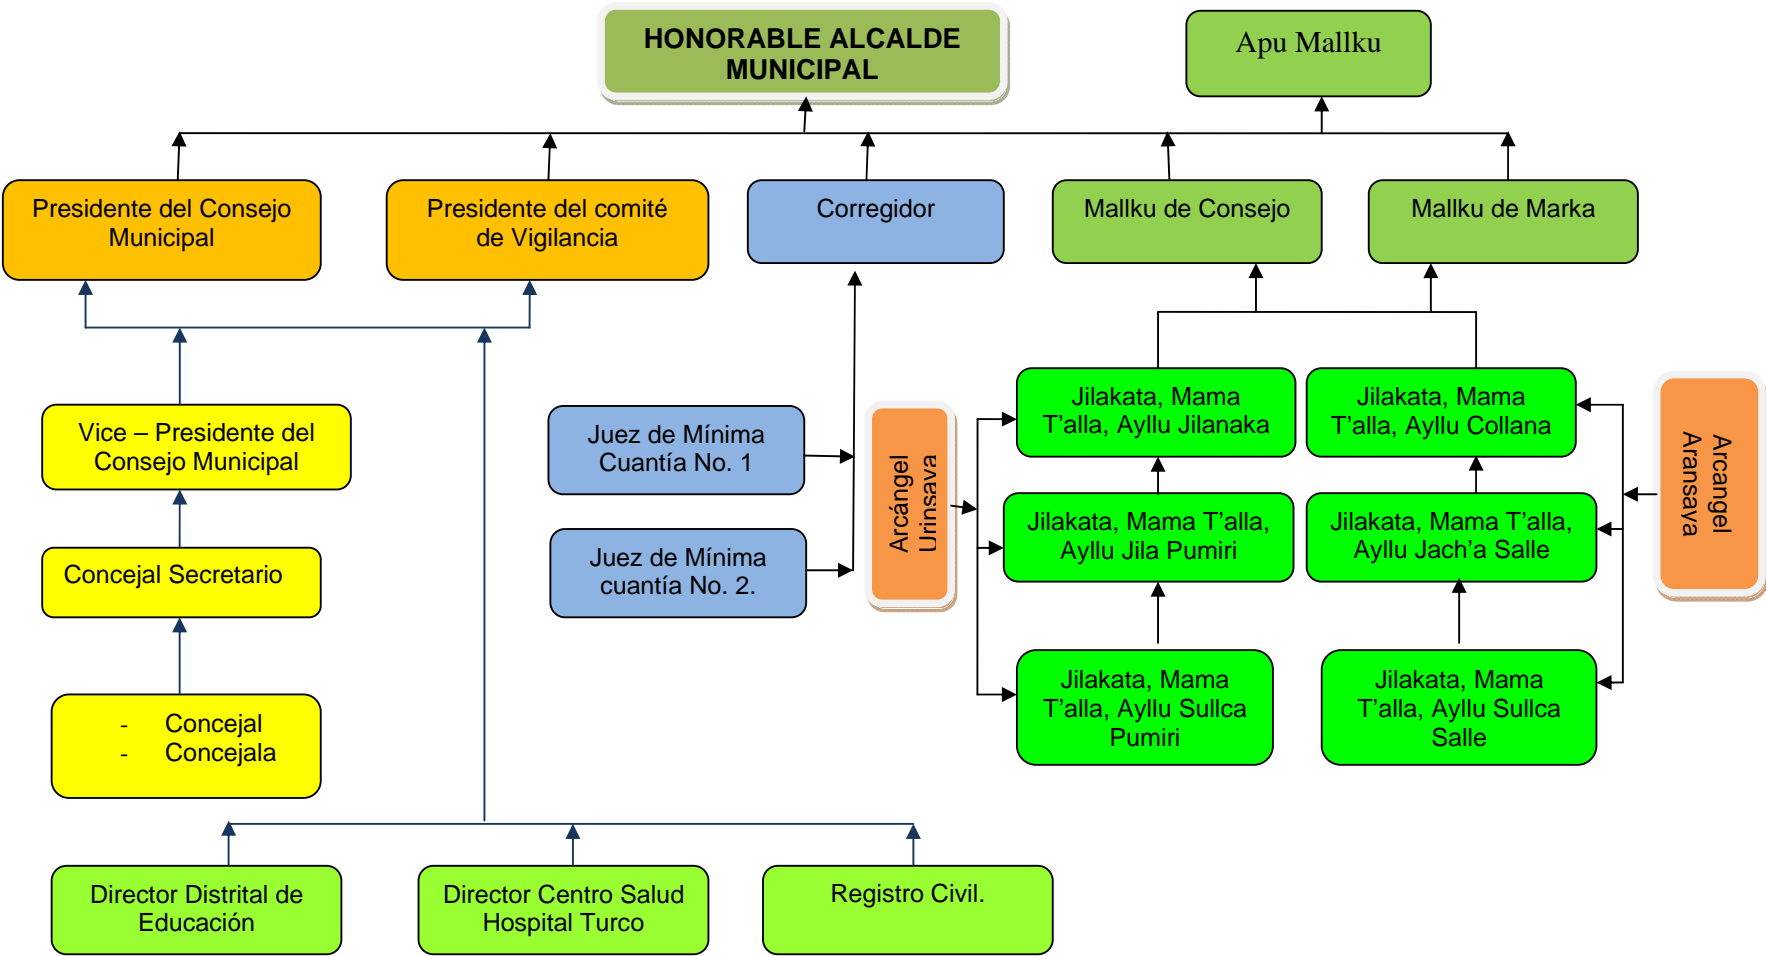 HONORABLE ALCALDE
MUNICIPAL
Apu Mallku
Presidente del Consejo
Municipal
Presidente del comité
de Vigilancia
Corregidor
Mallku de Consejo
Mallku de Marka
Vice – Presidente del
Consejo Municipal
Juez de Mínima
Cuantía No. 1
Arcángel
Urinsaya
Jilakata, Mama
T’alla, Ayllu Jilanaka
Jilakata, Mama
T’alla, Ayllu Collana
Arcangel
Aransaya
Concejal Secretario
Juez de Mínima
cuantía No. 2.
Jilakata, Mama T’alla,
Ayllu Jila Pumiri
Jilakata, Mama T’alla,
Ayllu Jach’a Salle
- Concejal
- Concejala
Jilakata, Mama
T’alla, Ayllu Sullca
Pumiri
Jilakata, Mama
T’alla, Ayllu Sullca
Salle
Director Distrital de
Educación
Director Centro Salud
Hospital Turco
Registro Civil.